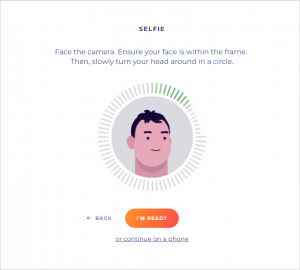 SELFIE
Face the camera. Ensure your face is within the frame.
Then, slowly turn your head around in a circle.
← BACK
I'M READY
or continue on a phone